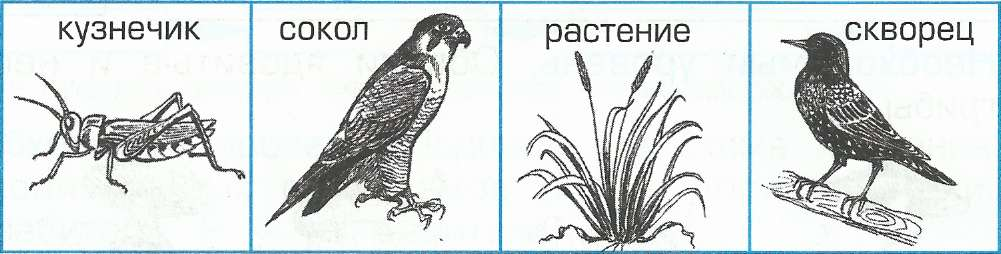 кузнечик
сокол
растение
скворец